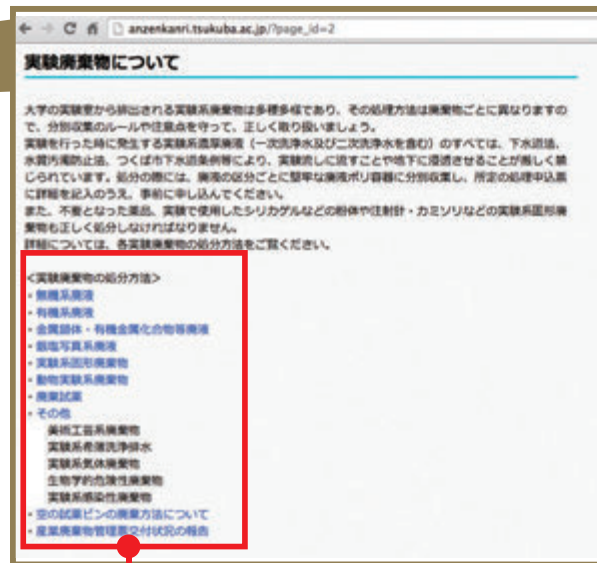 anzenkanri.tsukuba.ac.jp/?page_id=2
実験廃棄物について
大学の実験室から排出される実験系廃棄物は多種多様であり、その処理方法は廃棄物ごとに異なりますの
で、分別収集のルールや注意点を守って、正しく取り扱いましょう。
実験を行った時に発生する実験系濃厚廃液（一次洗浄水及び二次洗浄水を含む）のすべては、下水道法、
水質汚濁防止法、つくば市下水道条例等により、実験流しに流すことや地下に浸透させることが厳しく禁
じられています。処分の際には、廃液の区分ごとに堅牢な廃液ポリ容器に分別収集し、所定の処理申込票
に詳細を記入のうえ、事前に申し込んでください。
また、不要となった薬品、実験で使用したシリカゲルなどの粉体や注射針・カミソリなどの実験系固形廃
棄物も正しく処分しなければなりません。
詳細については、各実験廃棄物の処分方法をご覧ください。
<実験廃棄物の処分方法>
・無機系廃液
・有機系廃液
・金属錯体・有機金属化合物等廃液
・銀塩写真系廃液
・実験系固形廃棄物
・動物実験系廃棄物
・廃棄試薬
・その他
美術工芸系廃棄物
実験系希薄洗浄排水
実験系気体廃棄物
生物学的危険性廃棄物
実験系感染性廃棄物
・空の試薬ビンの廃棄方法について
・産業廃棄物管理票交付状況の報告